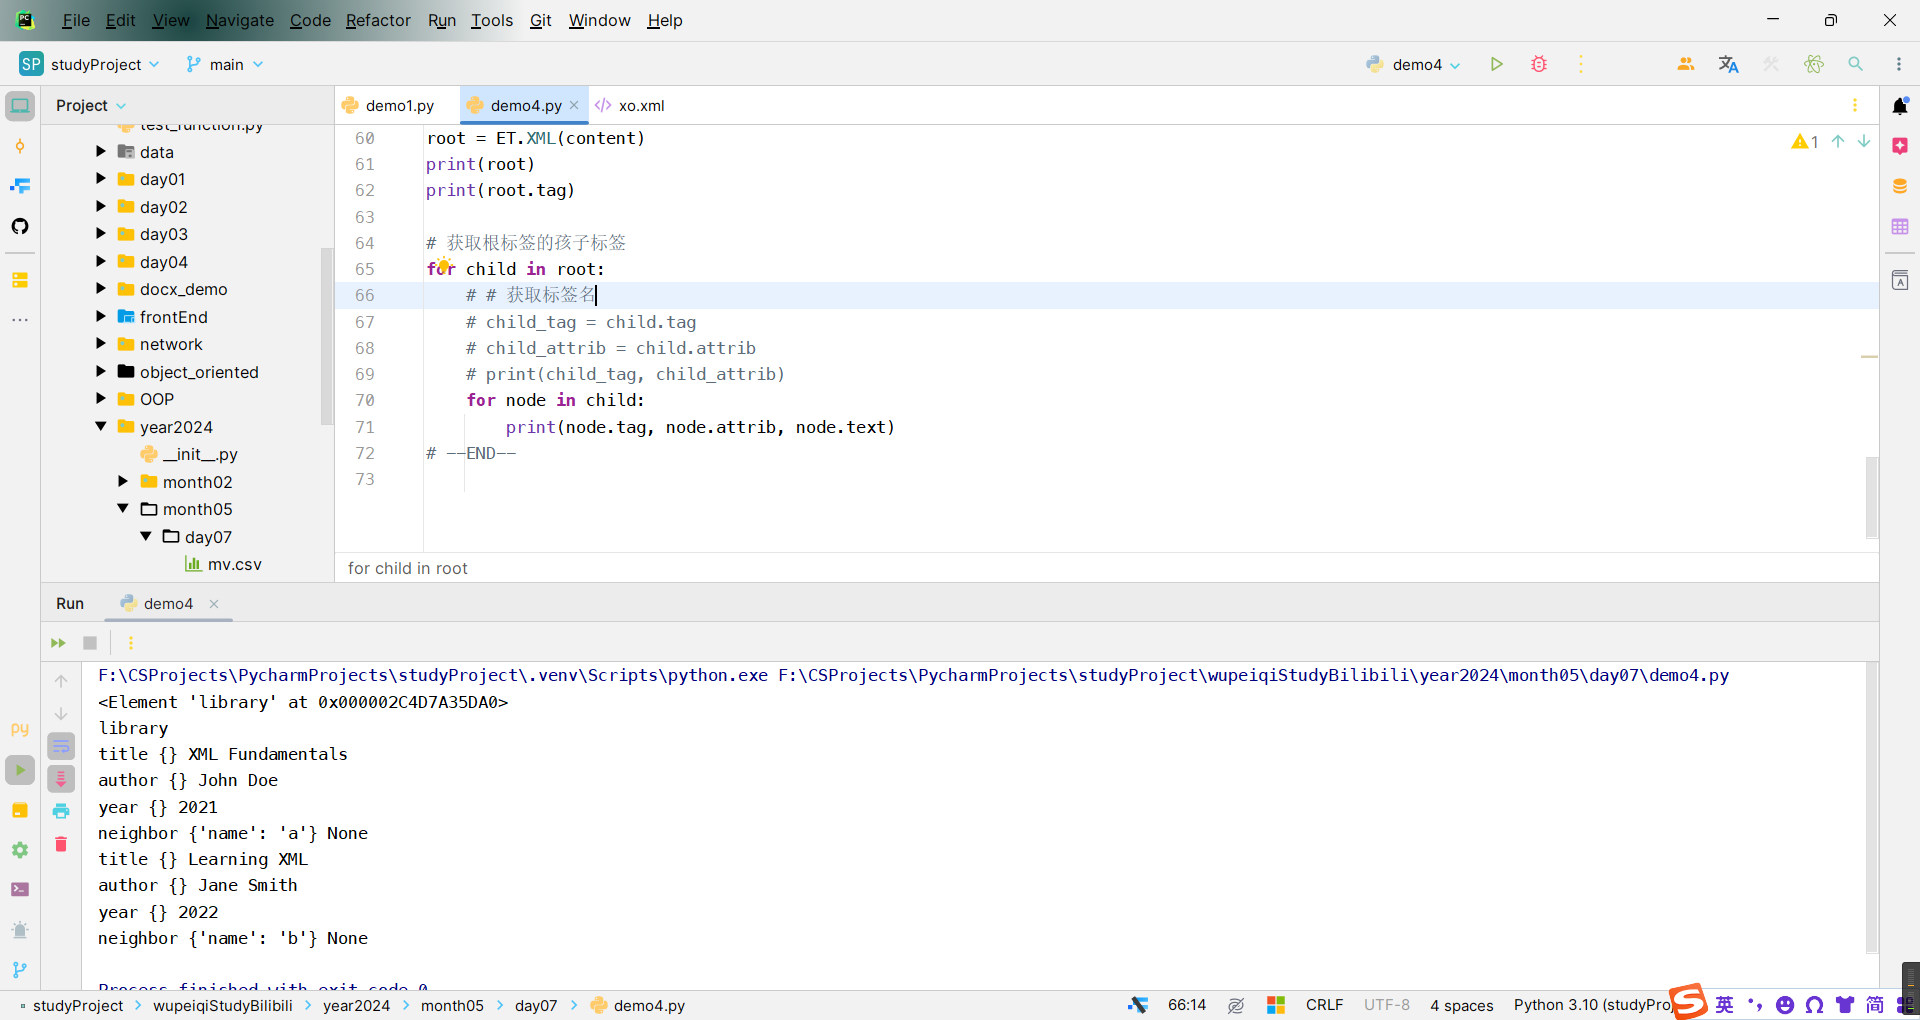 File Edit View Navigate Code Refactor Run Tools Git Window Help
SP studyProject main demo4
Project
demo1.py demo4.py xo.xml
test_function.py
data
day01
day02
day03
day04
docx_demo
frontEnd
network
object_oriented
OOP
year2024
__init__.py
month02
month05
day07
mv.csv
1
60 root = ET.XML(content)
61 print(root)
62 print(root.tag)
63
64 # 获取根标签的孩子标签
65 for child in root:
66 # # 获取标签名
67 # child_tag = child.tag
68 # child_attrib = child.attrib
69 # print(child_tag, child_attrib)
70 for node in child:
71 print(node.tag, node.attrib, node.text)
72 # --END--
73
for child in root
Run demo4
F:\CSProjects\PycharmProjects\studyProject\.venv\Scripts\python.exe F:\CSProjects\PycharmProjects\studyProject\wupeiqiStudyBilibili\year2024\month05\day07\demo4.py
<Element 'library' at 0x000002C4D7A35DA0>
library
title {} XML Fundamentals
author {} John Doe
year {} 2021
neighbor {'name': 'a'} None
title {} Learning XML
author {} Jane Smith
year {} 2022
neighbor {'name': 'b'} None
Process finished with exit code 0
studyProject wupeiqiStudyBilibili year2024 month05 day07 demo4.py 66:14 CRLF UTF-8 4 spaces Python 3.10 (studyPro 英 简